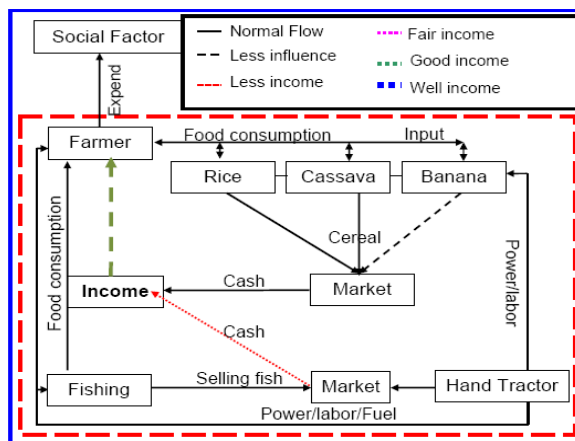 Social Factor
Normal Flow
Less influence
Less income
Fair income
Good income
Well income
Expend
Farmer
Food consumption
Input
Rice
Cassava
Banana
Food consumption
Cereal
Power/labor
Income
Cash
Market
Cash
Fishing
Selling fish
Market
Hand Tractor
Power/labor/Fuel